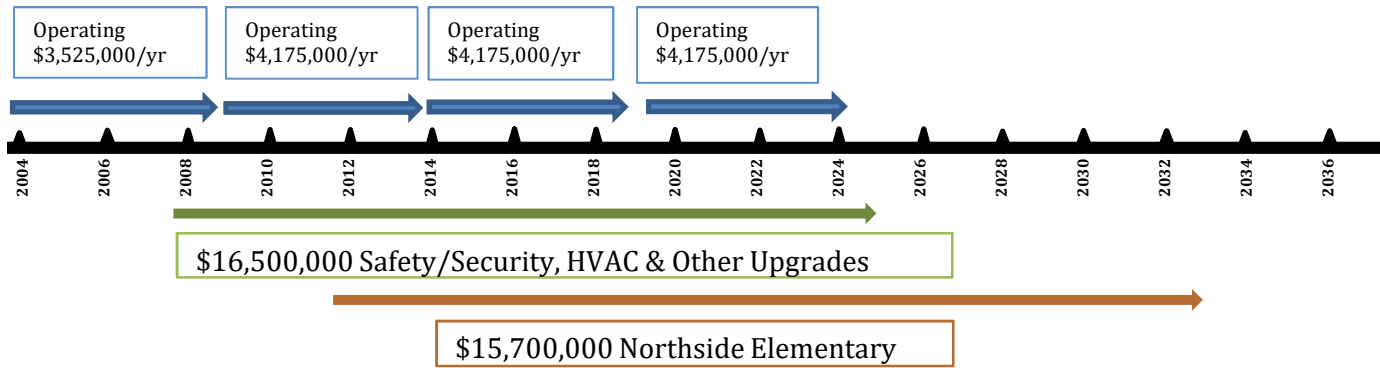 Operating
$3,525,000/yr
Operating
$4,175,000/yr
Operating
$4,175,000/yr
Operating
$4,175,000/yr
2004
2006
2008
2010
2012
2014
2016
2018
2020
2022
2024
2026
2028
2030
2032
2034
2036
$16,500,000 Safety/Security, HVAC & Other Upgrades
$15,700,000 Northside Elementary